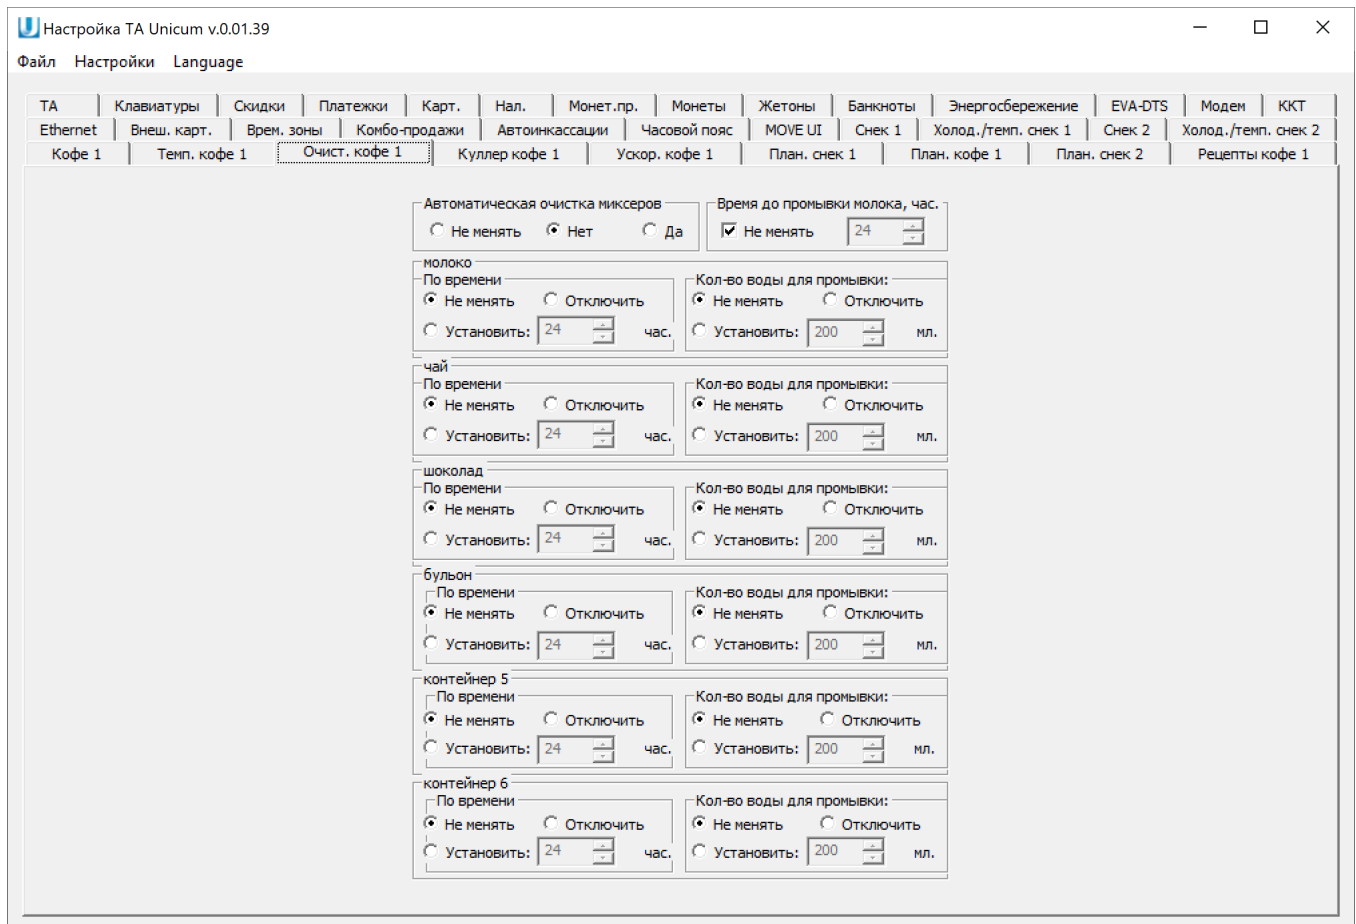 Настройка TA Unicum v.0.01.39
Файл Настройки Language
ТА Клавиатуры Скидки Платежки Карт. Нал. Монет.пр. Монеты Жетоны Банкноты Энергосбережение EVA-DTS Модем ККТ
Ethernet Внеш. карт. Врем. зоны Комбо-продажи Автоинкассации Часовой пояс MOVE UI Снек 1 Холод./темп. снек 1 Снек 2 Холод./темп. снек 2
Кофе 1 Темп. кофе 1 Очист. кофе 1 Куллер кофе 1 Ускор. кофе 1 План. снек 1 План. кофе 1 План. снек 2 Рецепты кофе 1
Автоматическая очистка миксеров Время до промывки молока, час.
Не менять Нет Да Не менять 24
молоко
По времени Кол-во воды для промывки:
Не менять Отключить Не менять Отключить
Установить: 24 час. Установить: 200 мл.
чай
По времени Кол-во воды для промывки:
Не менять Отключить Не менять Отключить
Установить: 24 час. Установить: 200 мл.
шоколад
По времени Кол-во воды для промывки:
Не менять Отключить Не менять Отключить
Установить: 24 час. Установить: 200 мл.
бульон
По времени Кол-во воды для промывки:
Не менять Отключить Не менять Отключить
Установить: 24 час. Установить: 200 мл.
контейнер 5
По времени Кол-во воды для промывки:
Не менять Отключить Не менять Отключить
Установить: 24 час. Установить: 200 мл.
контейнер 6
По времени Кол-во воды для промывки:
Не менять Отключить Не менять Отключить
Установить: 24 час. Установить: 200 мл.